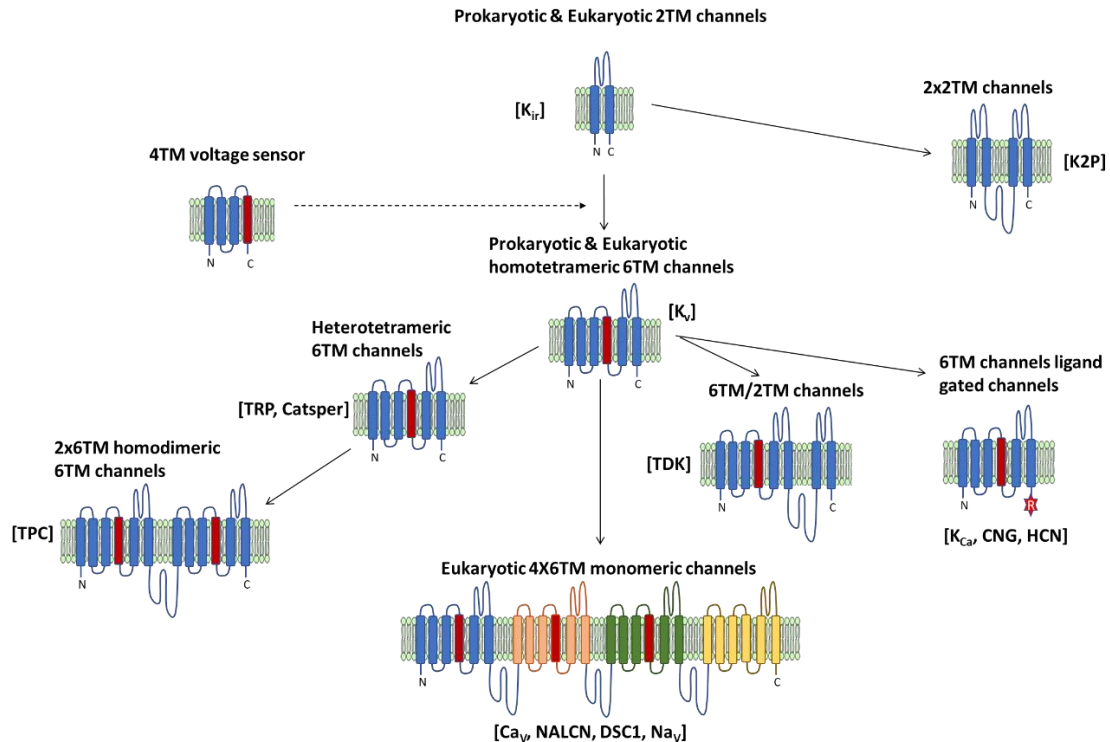 Prokaryotic & Eukaryotic 2TM channels
[Kir]
N
C
2x2TM channels
[K2P]
N
C
4TM voltage sensor
N
C
Prokaryotic & Eukaryotic
homotetrameric 6TM channels
[Kv]
N
C
Heterotetrameric
6TM channels
[TRP, Catsper]
N
C
6TM/2TM channels
[TDK]
N
C
6TM channels ligand
gated channels
N
C
R
[KCa, CNG, HCN]
2x6TM homodimeric
6TM channels
[TPC]
N
C
Eukaryotic 4X6TM monomeric channels
N
C
[CaV, NALCN, DSC1, NaV]